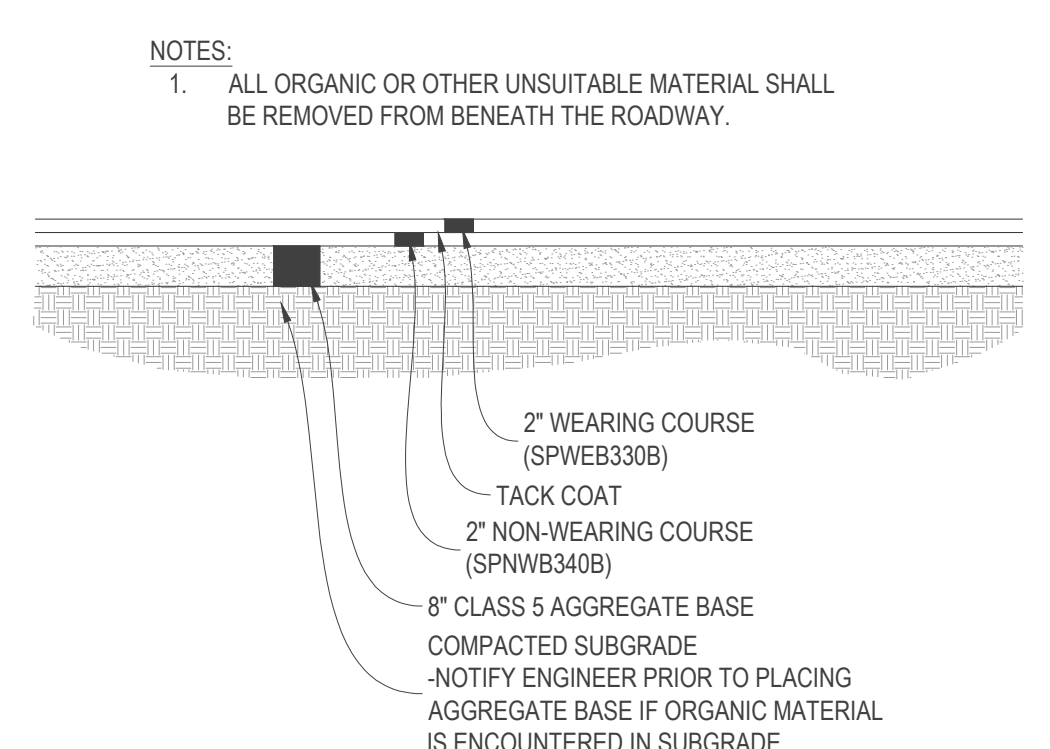 NOTES:
1. ALL ORGANIC OR OTHER UNSUITABLE MATERIAL SHALL
BE REMOVED FROM BENEATH THE ROADWAY.
2" WEARING COURSE
(SPWEB330B)
TACK COAT
2" NON-WEARING COURSE
(SPNWB340B)
8" CLASS 5 AGGREGATE BASE
COMPACTED SUBGRADE
-NOTIFY ENGINEER PRIOR TO PLACING
AGGREGATE BASE IF ORGANIC MATERIAL
IS ENCOUNTERED IN SUBGRADE